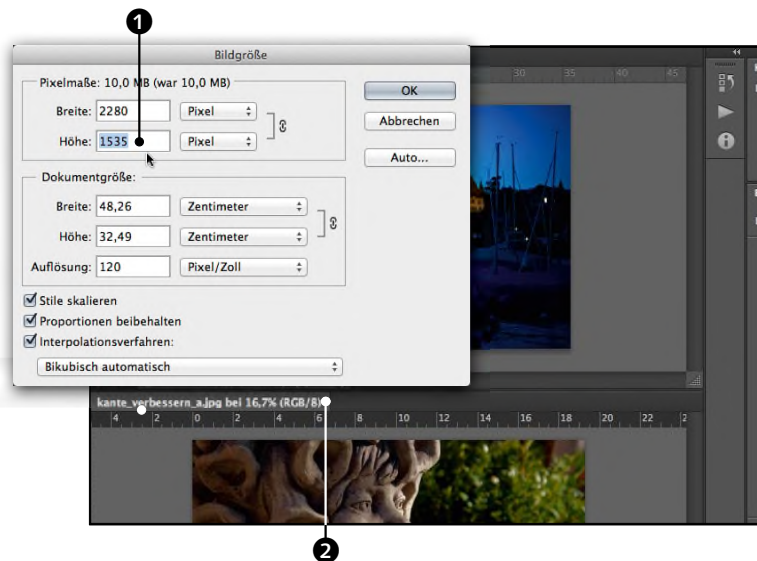 ❶
Bildgröße
Pixelmaße: 10,0 MB (war 10,0 MB)
Breite: 2280 Pixel
Höhe: 1535 Pixel
OK
Abbrechen
Auto...
Dokumentgröße:
Breite: 48,26 Zentimeter
Höhe: 32,49 Zentimeter
Auflösung: 120 Pixel/Zoll
Stile skalieren
Proportionen beibehalten
Interpolationsverfahren:
Bikubisch automatisch
30 35 40 45
kante_verbessern_a.jpg bei 16,7% (RGB/8)
4 2 0 2 4 6 8 10 12 14 16 18 20 22 2
❷